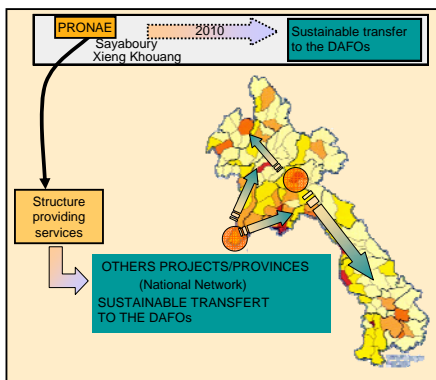 PRONAE
2010
Sustainable transfer
to the DAFOs
Sayaboury
Xieng Khouang
Structure
providing
services
OTHERS PROJECTS/PROVINCES
(National Network)
SUSTAINABLE TRANSFERT
TO THE DAFOs